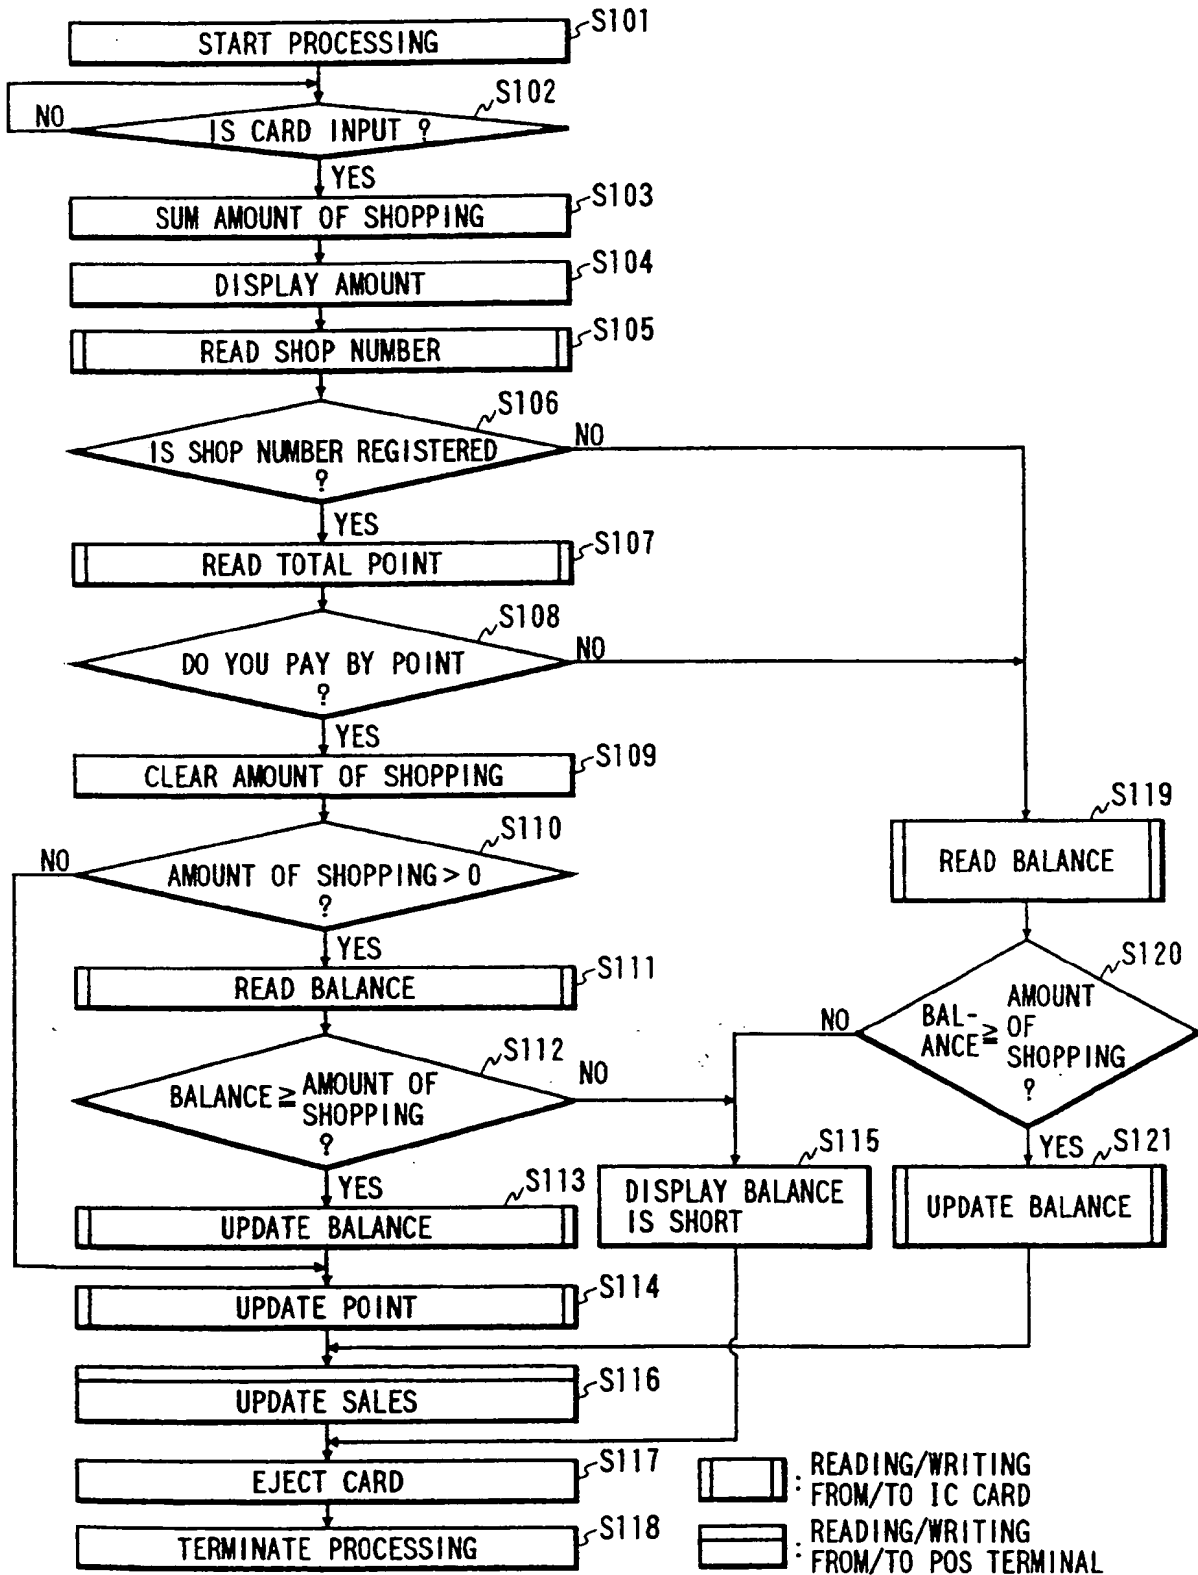 START PROCESSING
S101
NO
IS CARD INPUT ?
S102
YES
SUM AMOUNT OF SHOPPING
S103
DISPLAY AMOUNT
S104
READ SHOP NUMBER
S105
IS SHOP NUMBER REGISTERED
?
S106
NO
YES
READ TOTAL POINT
S107
DO YOU PAY BY POINT
?
S108
NO
YES
CLEAR AMOUNT OF SHOPPING
S109
NO
AMOUNT OF SHOPPING > 0
?
S110
YES
READ BALANCE
S111
BALANCE ≧ AMOUNT OF
SHOPPING
?
S112
NO
YES
UPDATE BALANCE
S113
UPDATE POINT
S114
UPDATE SALES
S116
EJECT CARD
S117
TERMINATE PROCESSING
S118
S119
READ BALANCE
S120
NO
BAL-
ANCE
≧
AMOUNT
OF
SHOPPING
?
YES
S115
DISPLAY BALANCE
IS SHORT
S121
UPDATE BALANCE
: READING/WRITING
FROM/TO IC CARD
: READING/WRITING
FROM/TO POS TERMINAL